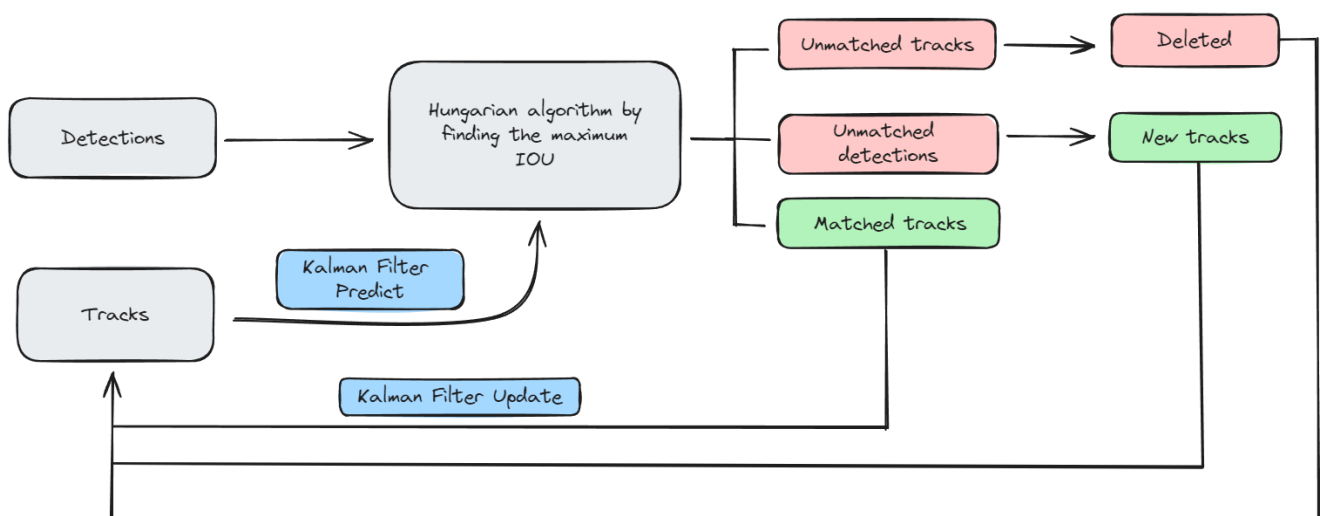 Unmatched tracks
Deleted
Detections
Hungarian algorithm by
finding the maximum
IOU
Unmatched
detections
New tracks
Matched tracks
Kalman Filter
Predict
Tracks
Kalman Filter Update